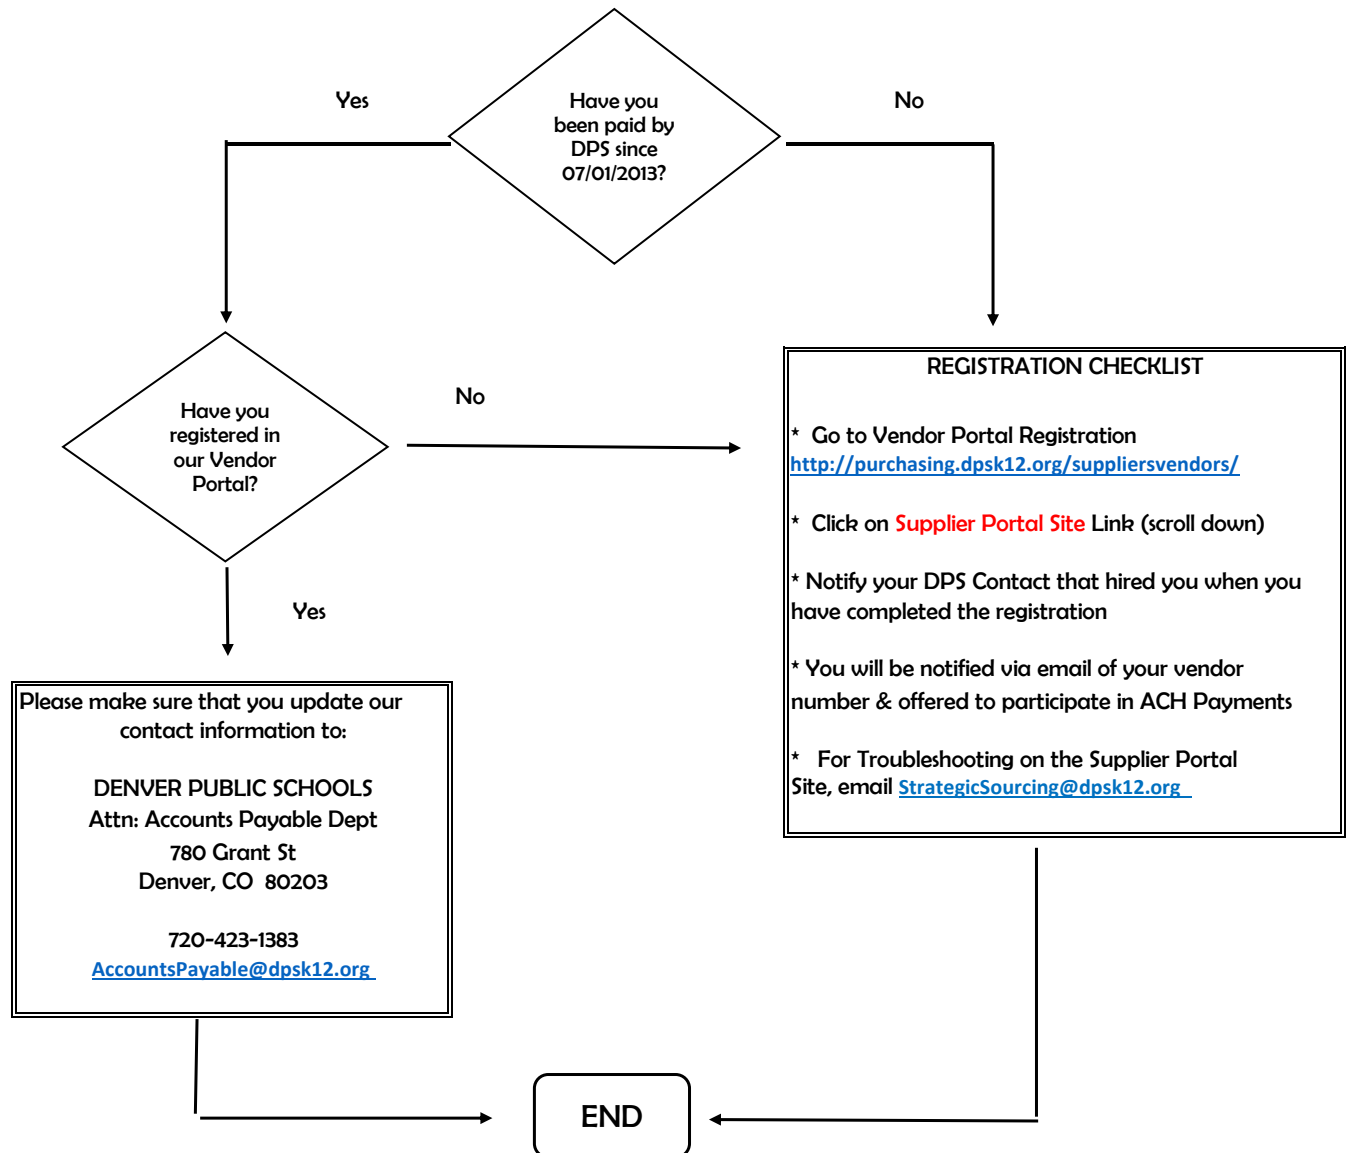 Yes
Have you
been paid by
DPS since
07/01/2013?
No
Have you
registered in
our Vendor
Portal?
No
Yes
REGISTRATION CHECKLIST
* Go to Vendor Portal Registration
http://purchasing.dpsk12.org/suppliersvendors/
* Click on Supplier Portal Site Link (scroll down)
* Notify your DPS Contact that hired you when you
have completed the registration
* You will be notified via email of your vendor
number & offered to participate in ACH Payments
* For Troubleshooting on the Supplier Portal
Site, email StrategicSourcing@dpsk12.org
Please make sure that you update our
contact information to:
DENVER PUBLIC SCHOOLS
Attn: Accounts Payable Dept
780 Grant St
Denver, CO 80203
720-423-1383
AccountsPayable@dpsk12.org
END